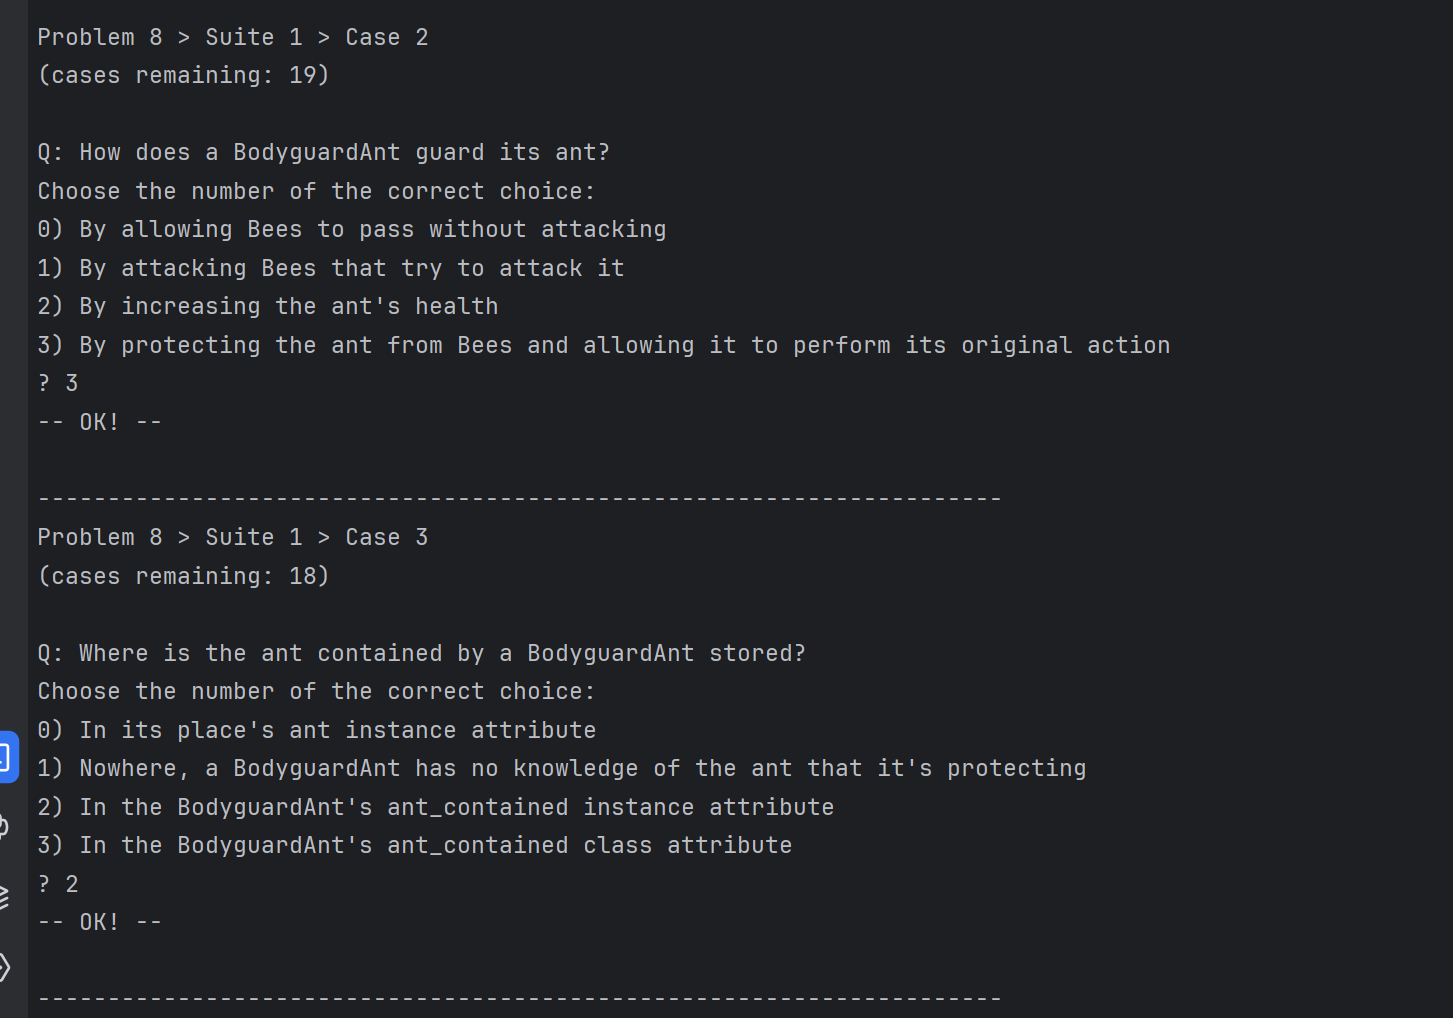 Problem 8 > Suite 1 > Case 2
(cases remaining: 19)
Q: How does a BodyguardAnt guard its ant?
Choose the number of the correct choice:
0) By allowing Bees to pass without attacking
1) By attacking Bees that try to attack it
2) By increasing the ant's health
3) By protecting the ant from Bees and allowing it to perform its original action
? 3
-- OK! --
---------------------------------------------------------------------
Problem 8 > Suite 1 > Case 3
(cases remaining: 18)
Q: Where is the ant contained by a BodyguardAnt stored?
Choose the number of the correct choice:
0) In its place's ant instance attribute
1) Nowhere, a BodyguardAnt has no knowledge of the ant that it's protecting
2) In the BodyguardAnt's ant_contained instance attribute
3) In the BodyguardAnt's ant_contained class attribute
? 2
-- OK! --
---------------------------------------------------------------------